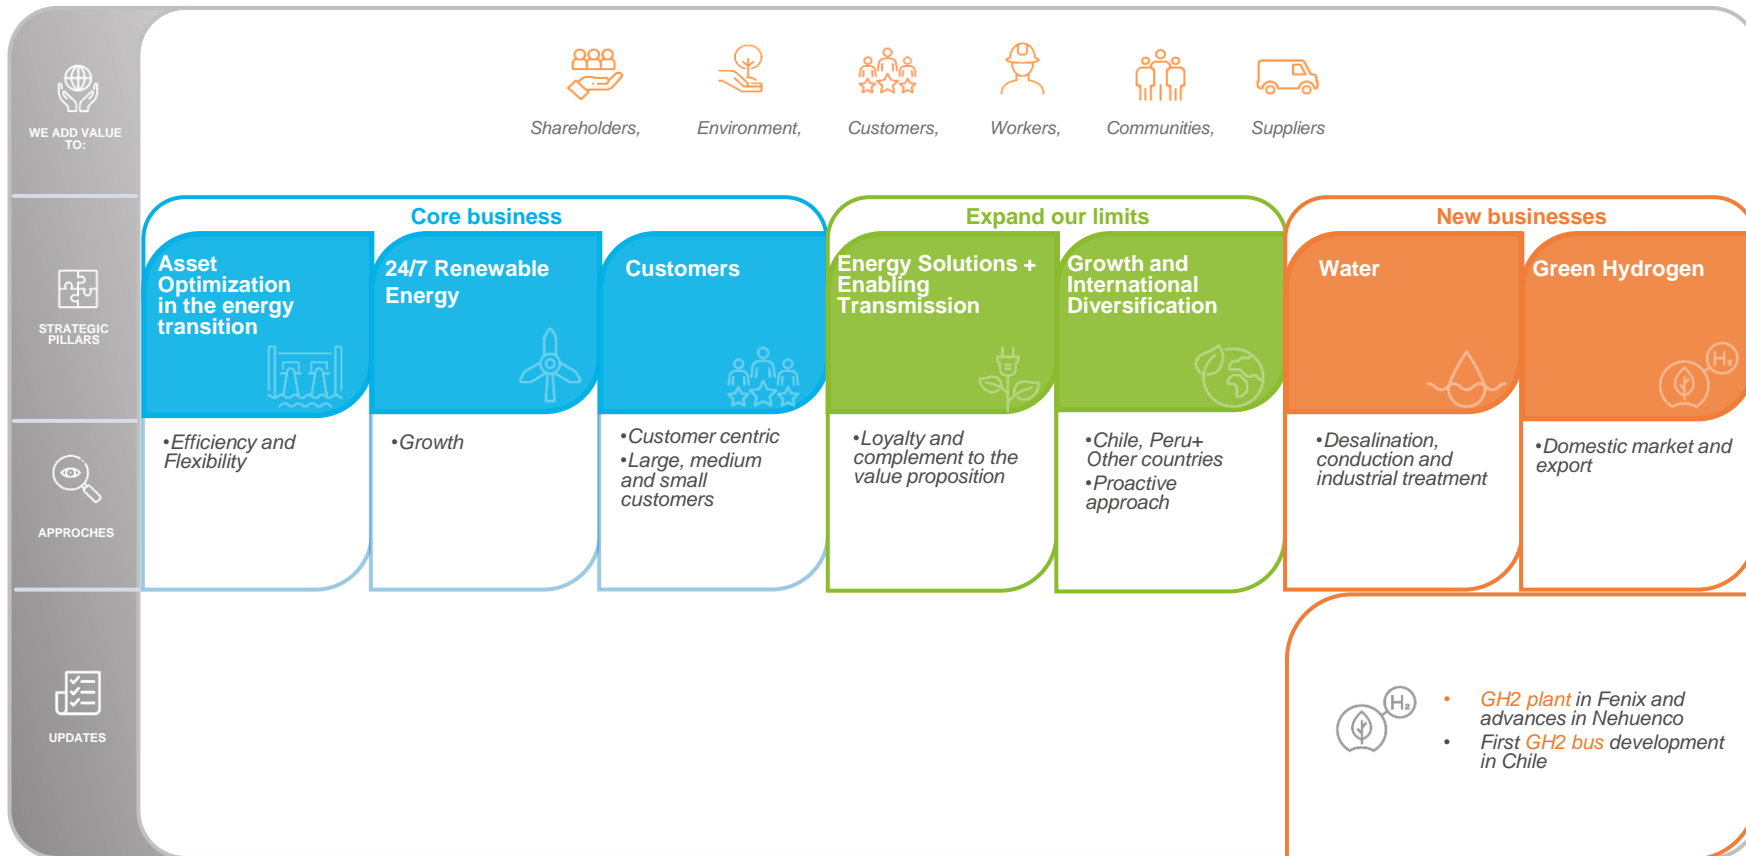 WE ADD VALUE
TO:
Shareholders,
Environment,
Customers,
Workers,
Communities,
Suppliers
STRATEGIC
PILLARS
Core business
Asset
Optimization
in the energy
transition
24/7 Renewable
Energy
Customers
Expand our limits
Energy Solutions +
Enabling
Transmission
Growth and
International
Diversification
New businesses
Water
Green Hydrogen
H₂
APPROCHES
•Efficiency and
Flexibility
•Growth
•Customer centric
•Large, medium
and small
customers
•Loyalty and
complement to the
value proposition
•Chile, Peru+
Other countries
•Proactive
approach
•Desalination,
conduction and
industrial treatment
•Domestic market and
export
UPDATES
H₂
• GH2 plant in Fenix and
advances in Nehuenco
• First GH2 bus development
in Chile